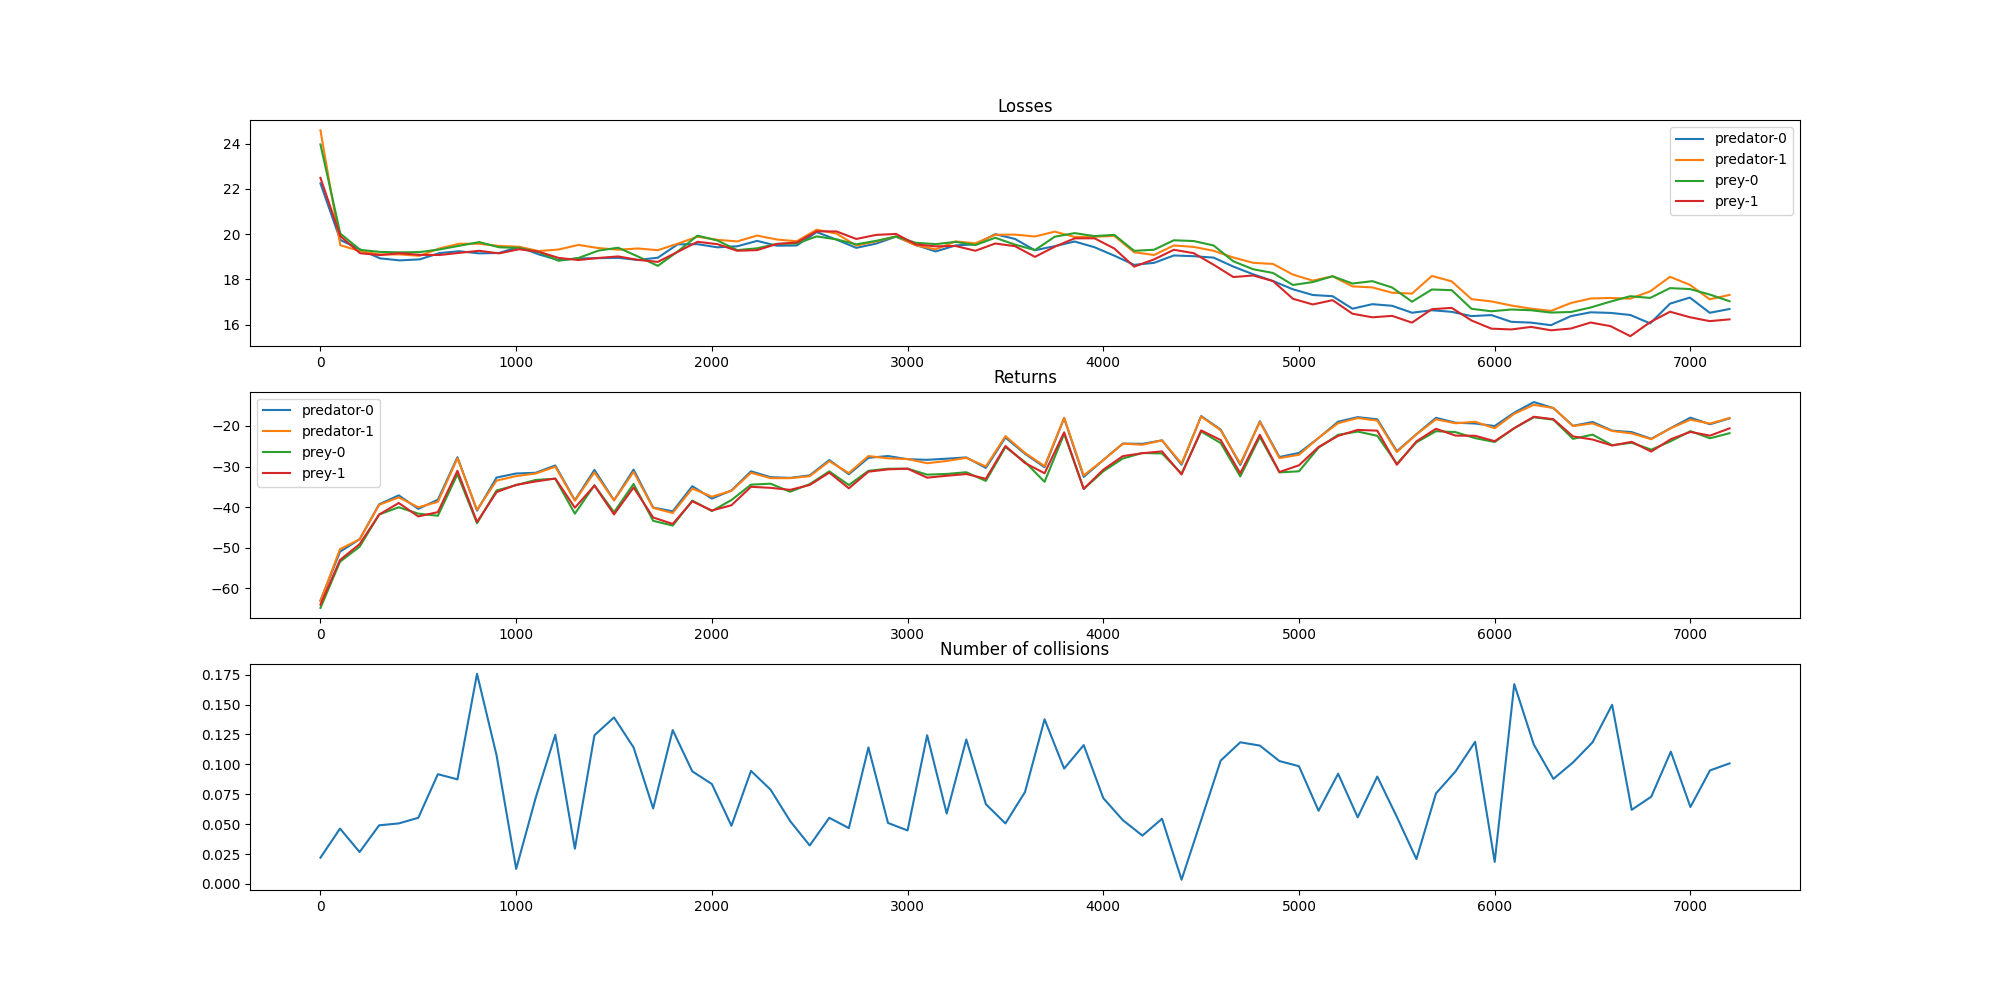 Losses
24
22
20
18
16
predator-0
predator-1
prey-0
prey-1
0 1000 2000 3000 4000 5000 6000 7000
Returns
−20
−30
−40
−50
−60
predator-0
predator-1
prey-0
prey-1
0 1000 2000 3000 4000 5000 6000 7000
Number of collisions
0.175
0.150
0.125
0.100
0.075
0.050
0.025
0.000
0 1000 2000 3000 4000 5000 6000 7000